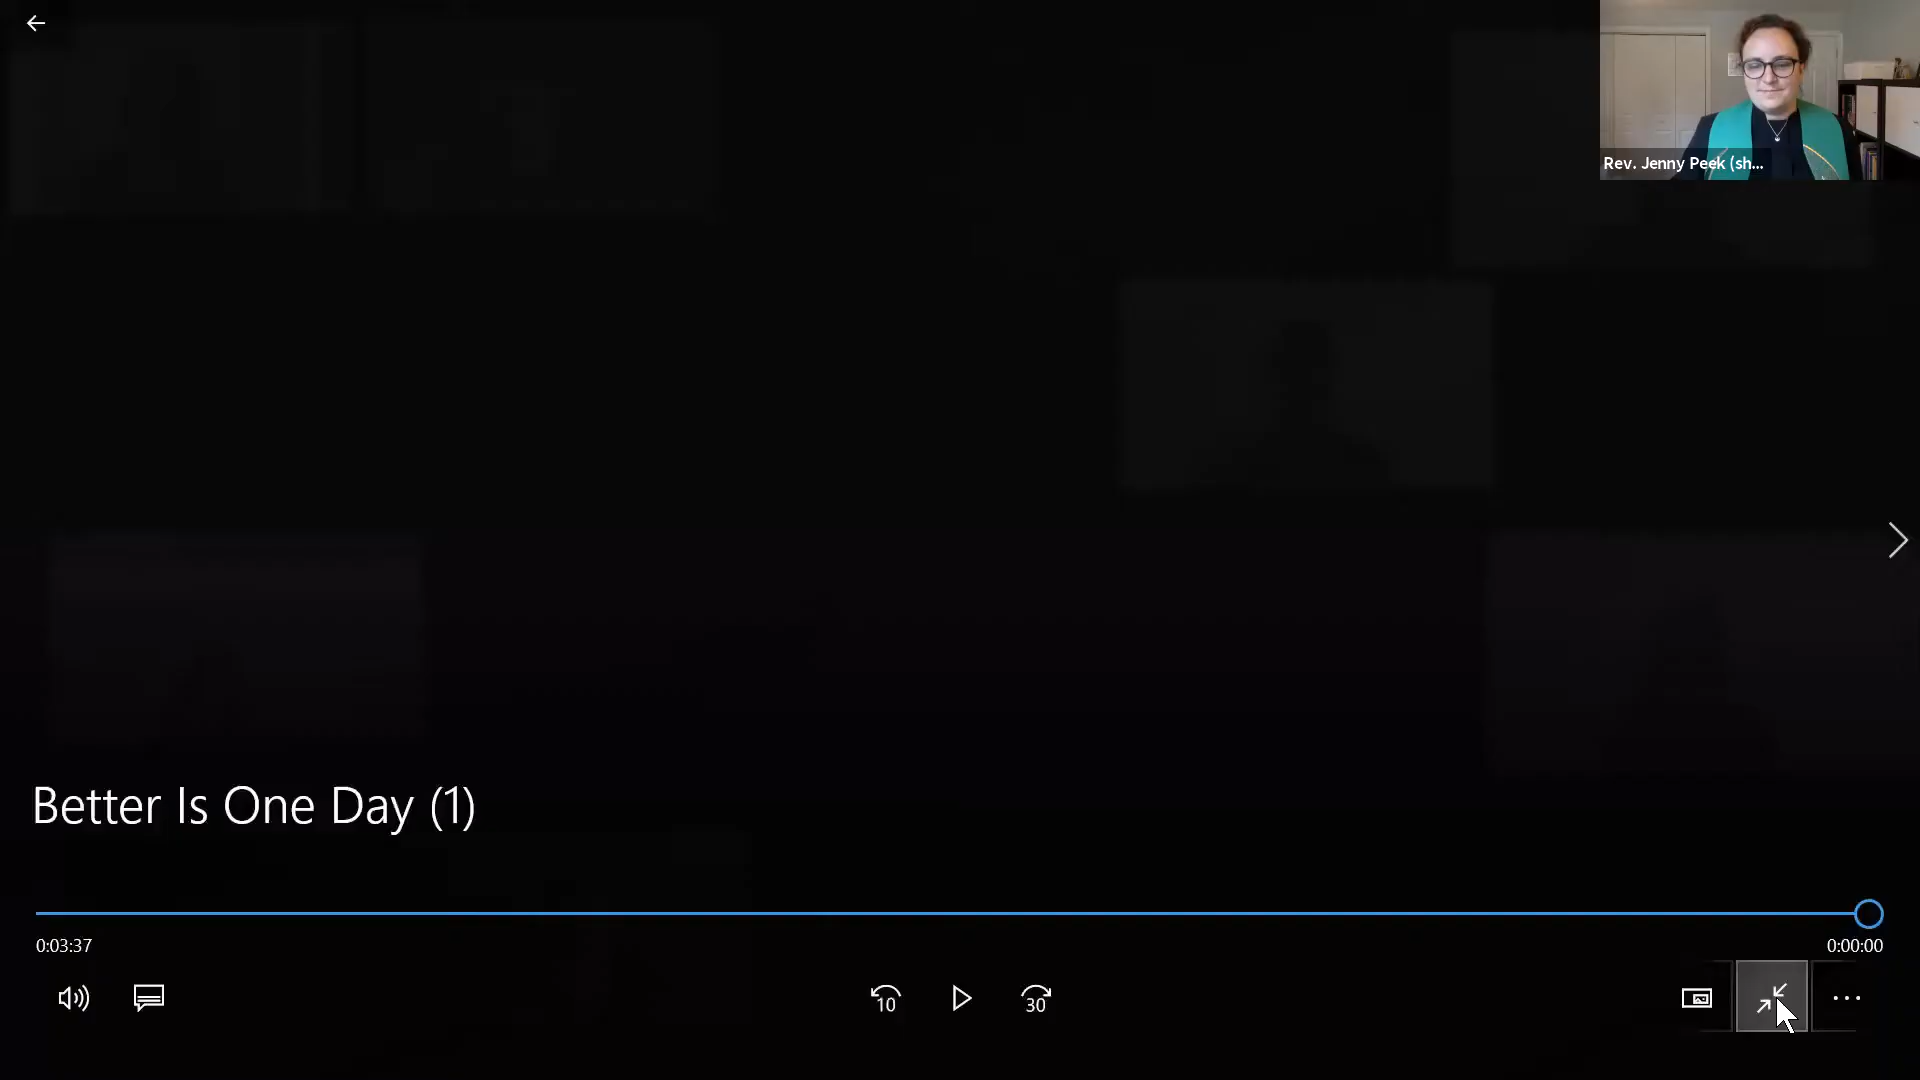 Rev. Jenny Peek (sh...
Better Is One Day (1)
0:03:37
0:00:00
10
30